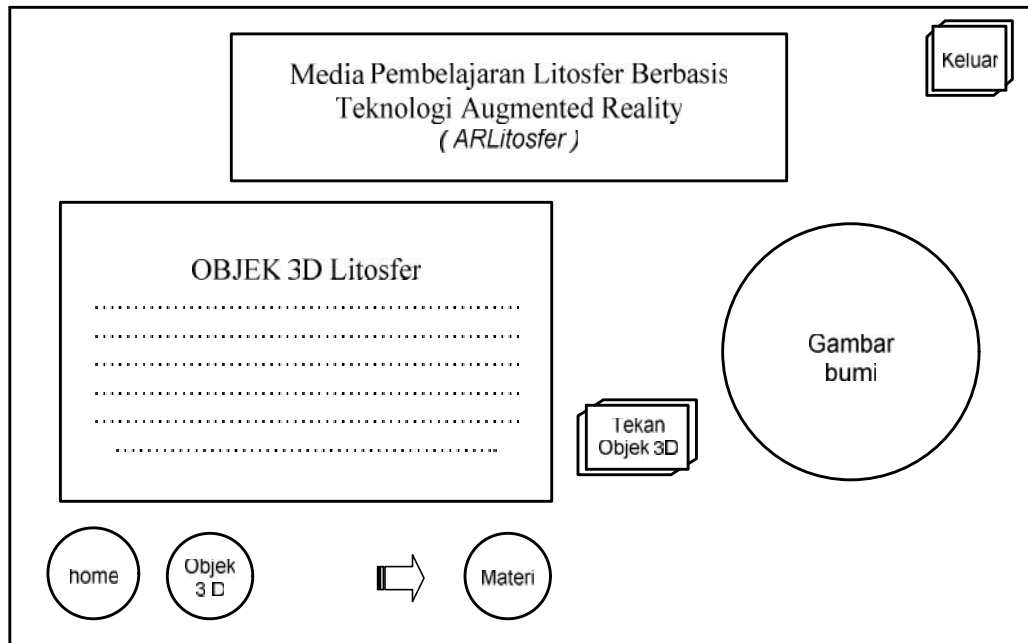 Media Pembelajaran Litosfer Berbasis
Teknologi Augmented Reality
( ARLitosfer )
Keluar
OBJEK 3D Litosfer
Gambar
bumi
Tekan
Objek 3D
home
Objek
3 D
Materi